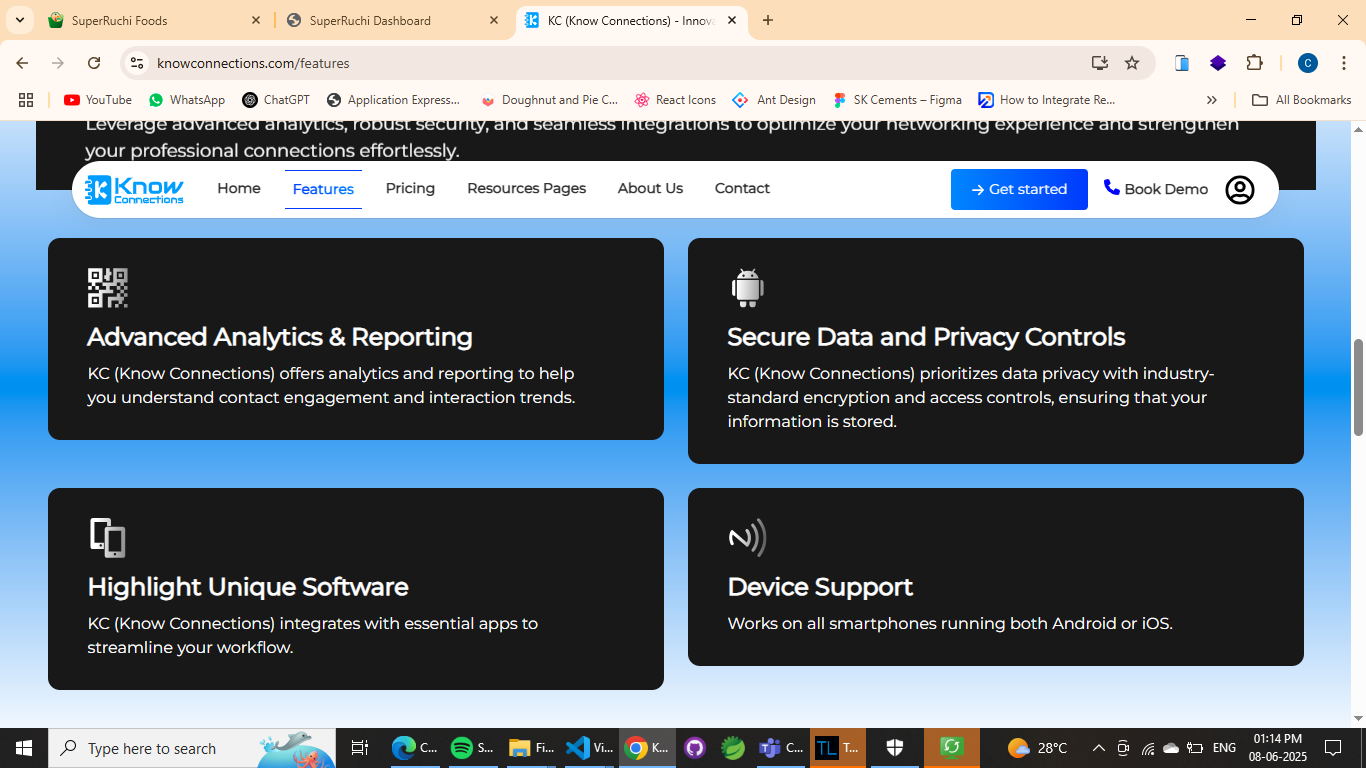 SuperRuchi Foods
SuperRuchi Dashboard
KC (Know Connections) - Innova
knowconnections.com/features
C
YouTube
WhatsApp
ChatGPT
Application Express...
Doughnut and Pie C...
React Icons
Ant Design
SK Cements – Figma
How to Integrate Re...
All Bookmarks
Leverage advanced analytics, robust security, and seamless integrations to optimize your networking experience and strengthen
your professional connections effortlessly.
Know
Connections
Home
Features
Pricing
Resources Pages
About Us
Contact
→ Get started
Book Demo
Advanced Analytics & Reporting
KC (Know Connections) offers analytics and reporting to help
you understand contact engagement and interaction trends.
Secure Data and Privacy Controls
KC (Know Connections) prioritizes data privacy with industry-
standard encryption and access controls, ensuring that your
information is stored.
Highlight Unique Software
KC (Know Connections) integrates with essential apps to
streamline your workflow.
Device Support
Works on all smartphones running both Android or iOS.
Type here to search
C...
S...
Fi...
Vi...
K...
C...
TL
T...
28°C
ENG
01:14 PM
08-06-2025